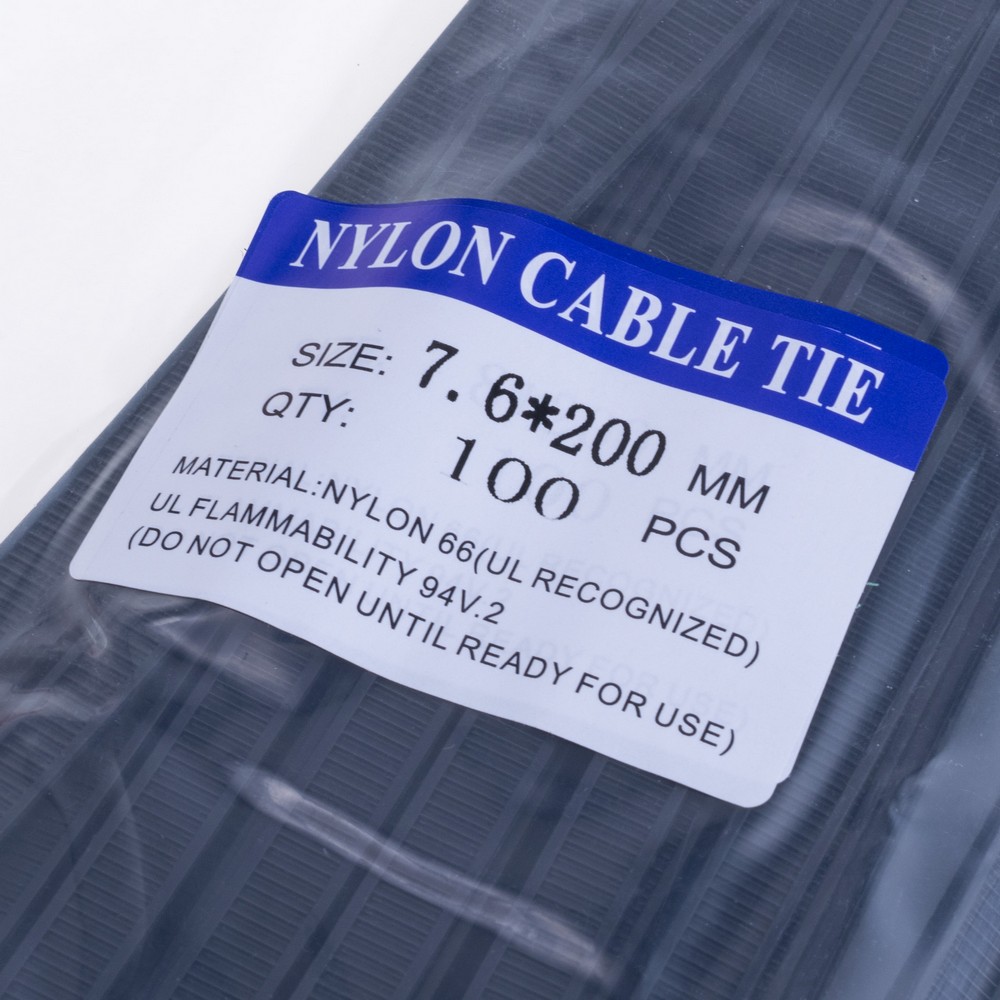 NYLON CABLE TIE
SIZE: 7.6*200 MM
QTY: 100 PCS
MATERIAL:NYLON 66(UL RECOGNIZED)
UL FLAMMABILITY 94V.2
(DO NOT OPEN UNTIL READY FOR USE)